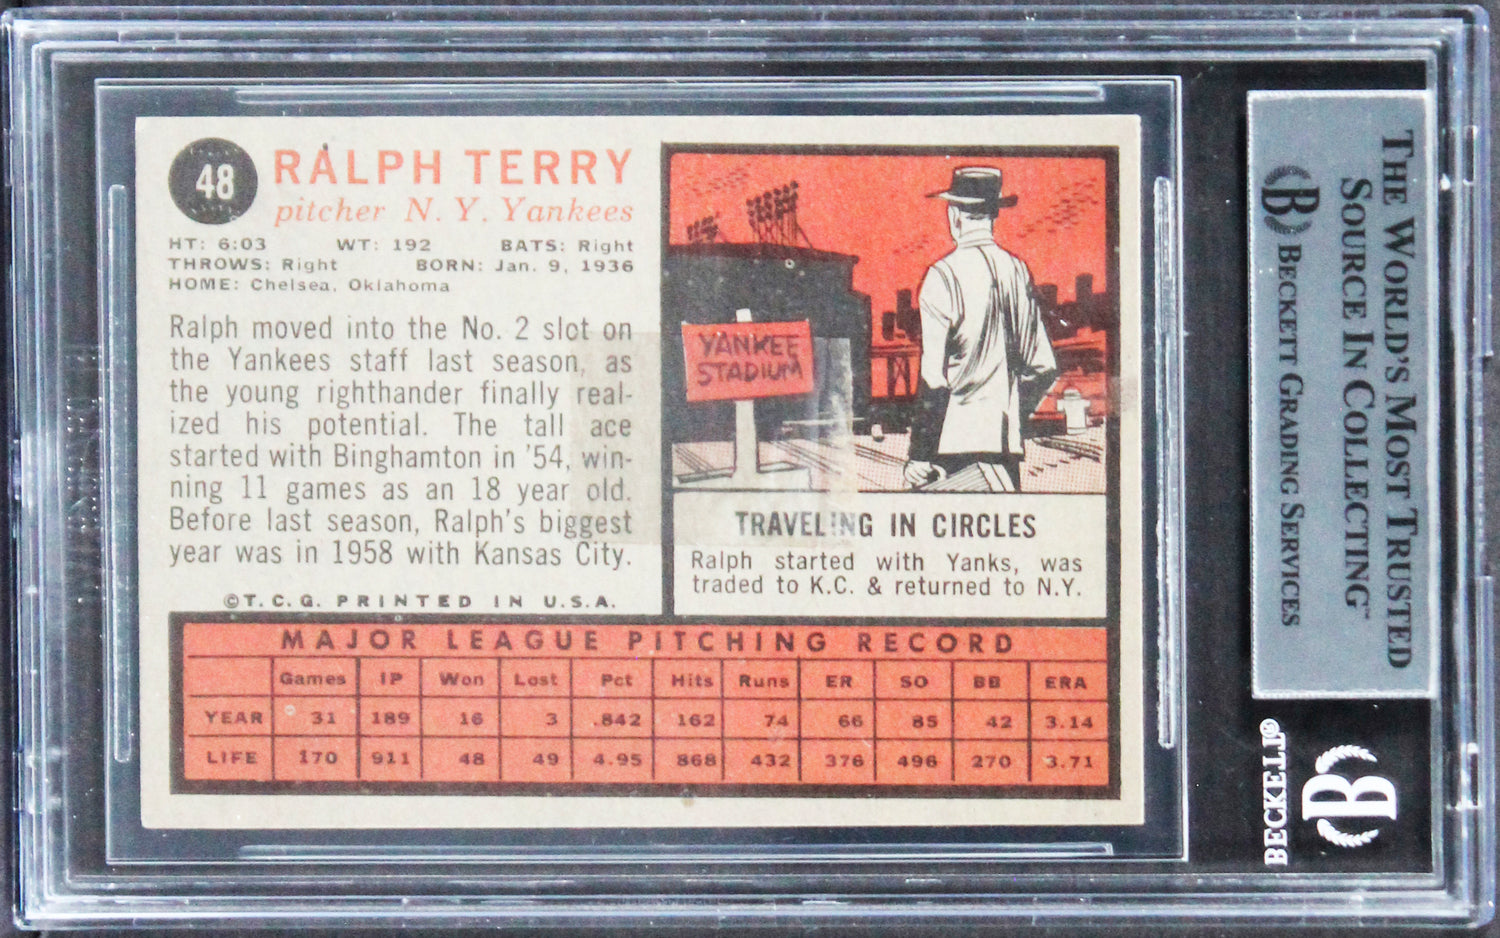 48
RALPH TERRY
pitcher N. Y. Yankees
HT: 6:03 WT: 192 BATS: Right
THROWS: Right BORN: Jan. 9, 1936
HOME: Chelsea, Oklahoma
Ralph moved into the No. 2 slot on
the Yankees staff last season, as
the young righthander finally real-
ized his potential. The tall ace
started with Binghamton in '54, win-
ning 11 games as an 18 year old.
Before last season, Ralph's biggest
year was in 1958 with Kansas City.
©T.C.G. PRINTED IN U.S.A.
YANKEE
STADIUM
TRAVELING IN CIRCLES
Ralph started with Yanks, was
traded to K.C. & returned to N.Y.
MAJOR LEAGUE PITCHING RECORD
Games IP Won Lost Pct Hits Runs ER SO BB ERA
YEAR 31 189 16 3 .842 162 74 66 85 42 3.14
LIFE 170 911 48 49 4.95 868 432 376 496 270 3.71
THE WORLD'S MOST TRUSTED
SOURCE IN COLLECTING™
B BECKETT GRADING SERVICES
BECKETT®
B